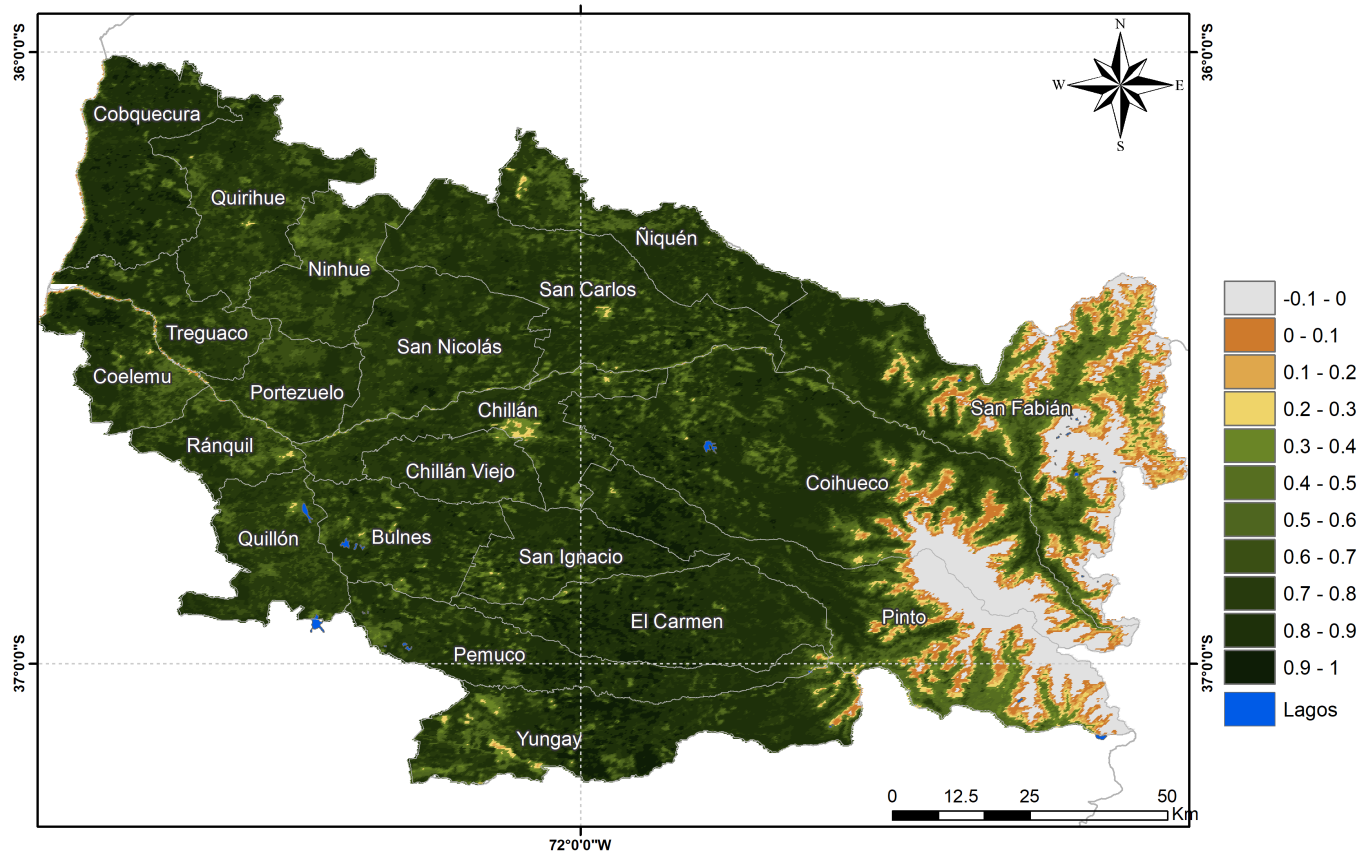 N
W
E
S
36°0'0"S
36°0'0"S
Cobquecura
Quirihue
Ñiquén
Ninhue
San Carlos
Treguaco
San Nicolás
Coelemu
Portezuelo
Chillán
San Fabián
Ránquil
Chillán Viejo
Coihueco
Quillón
Bulnes
San Ignacio
El Carmen
Pinto
Pemuco
Yungay
37°0'0"S
37°0'0"S
72°0'0"W
0 12.5 25 50
Km
-0.1 - 0
0 - 0.1
0.1 - 0.2
0.2 - 0.3
0.3 - 0.4
0.4 - 0.5
0.5 - 0.6
0.6 - 0.7
0.7 - 0.8
0.8 - 0.9
0.9 - 1
Lagos